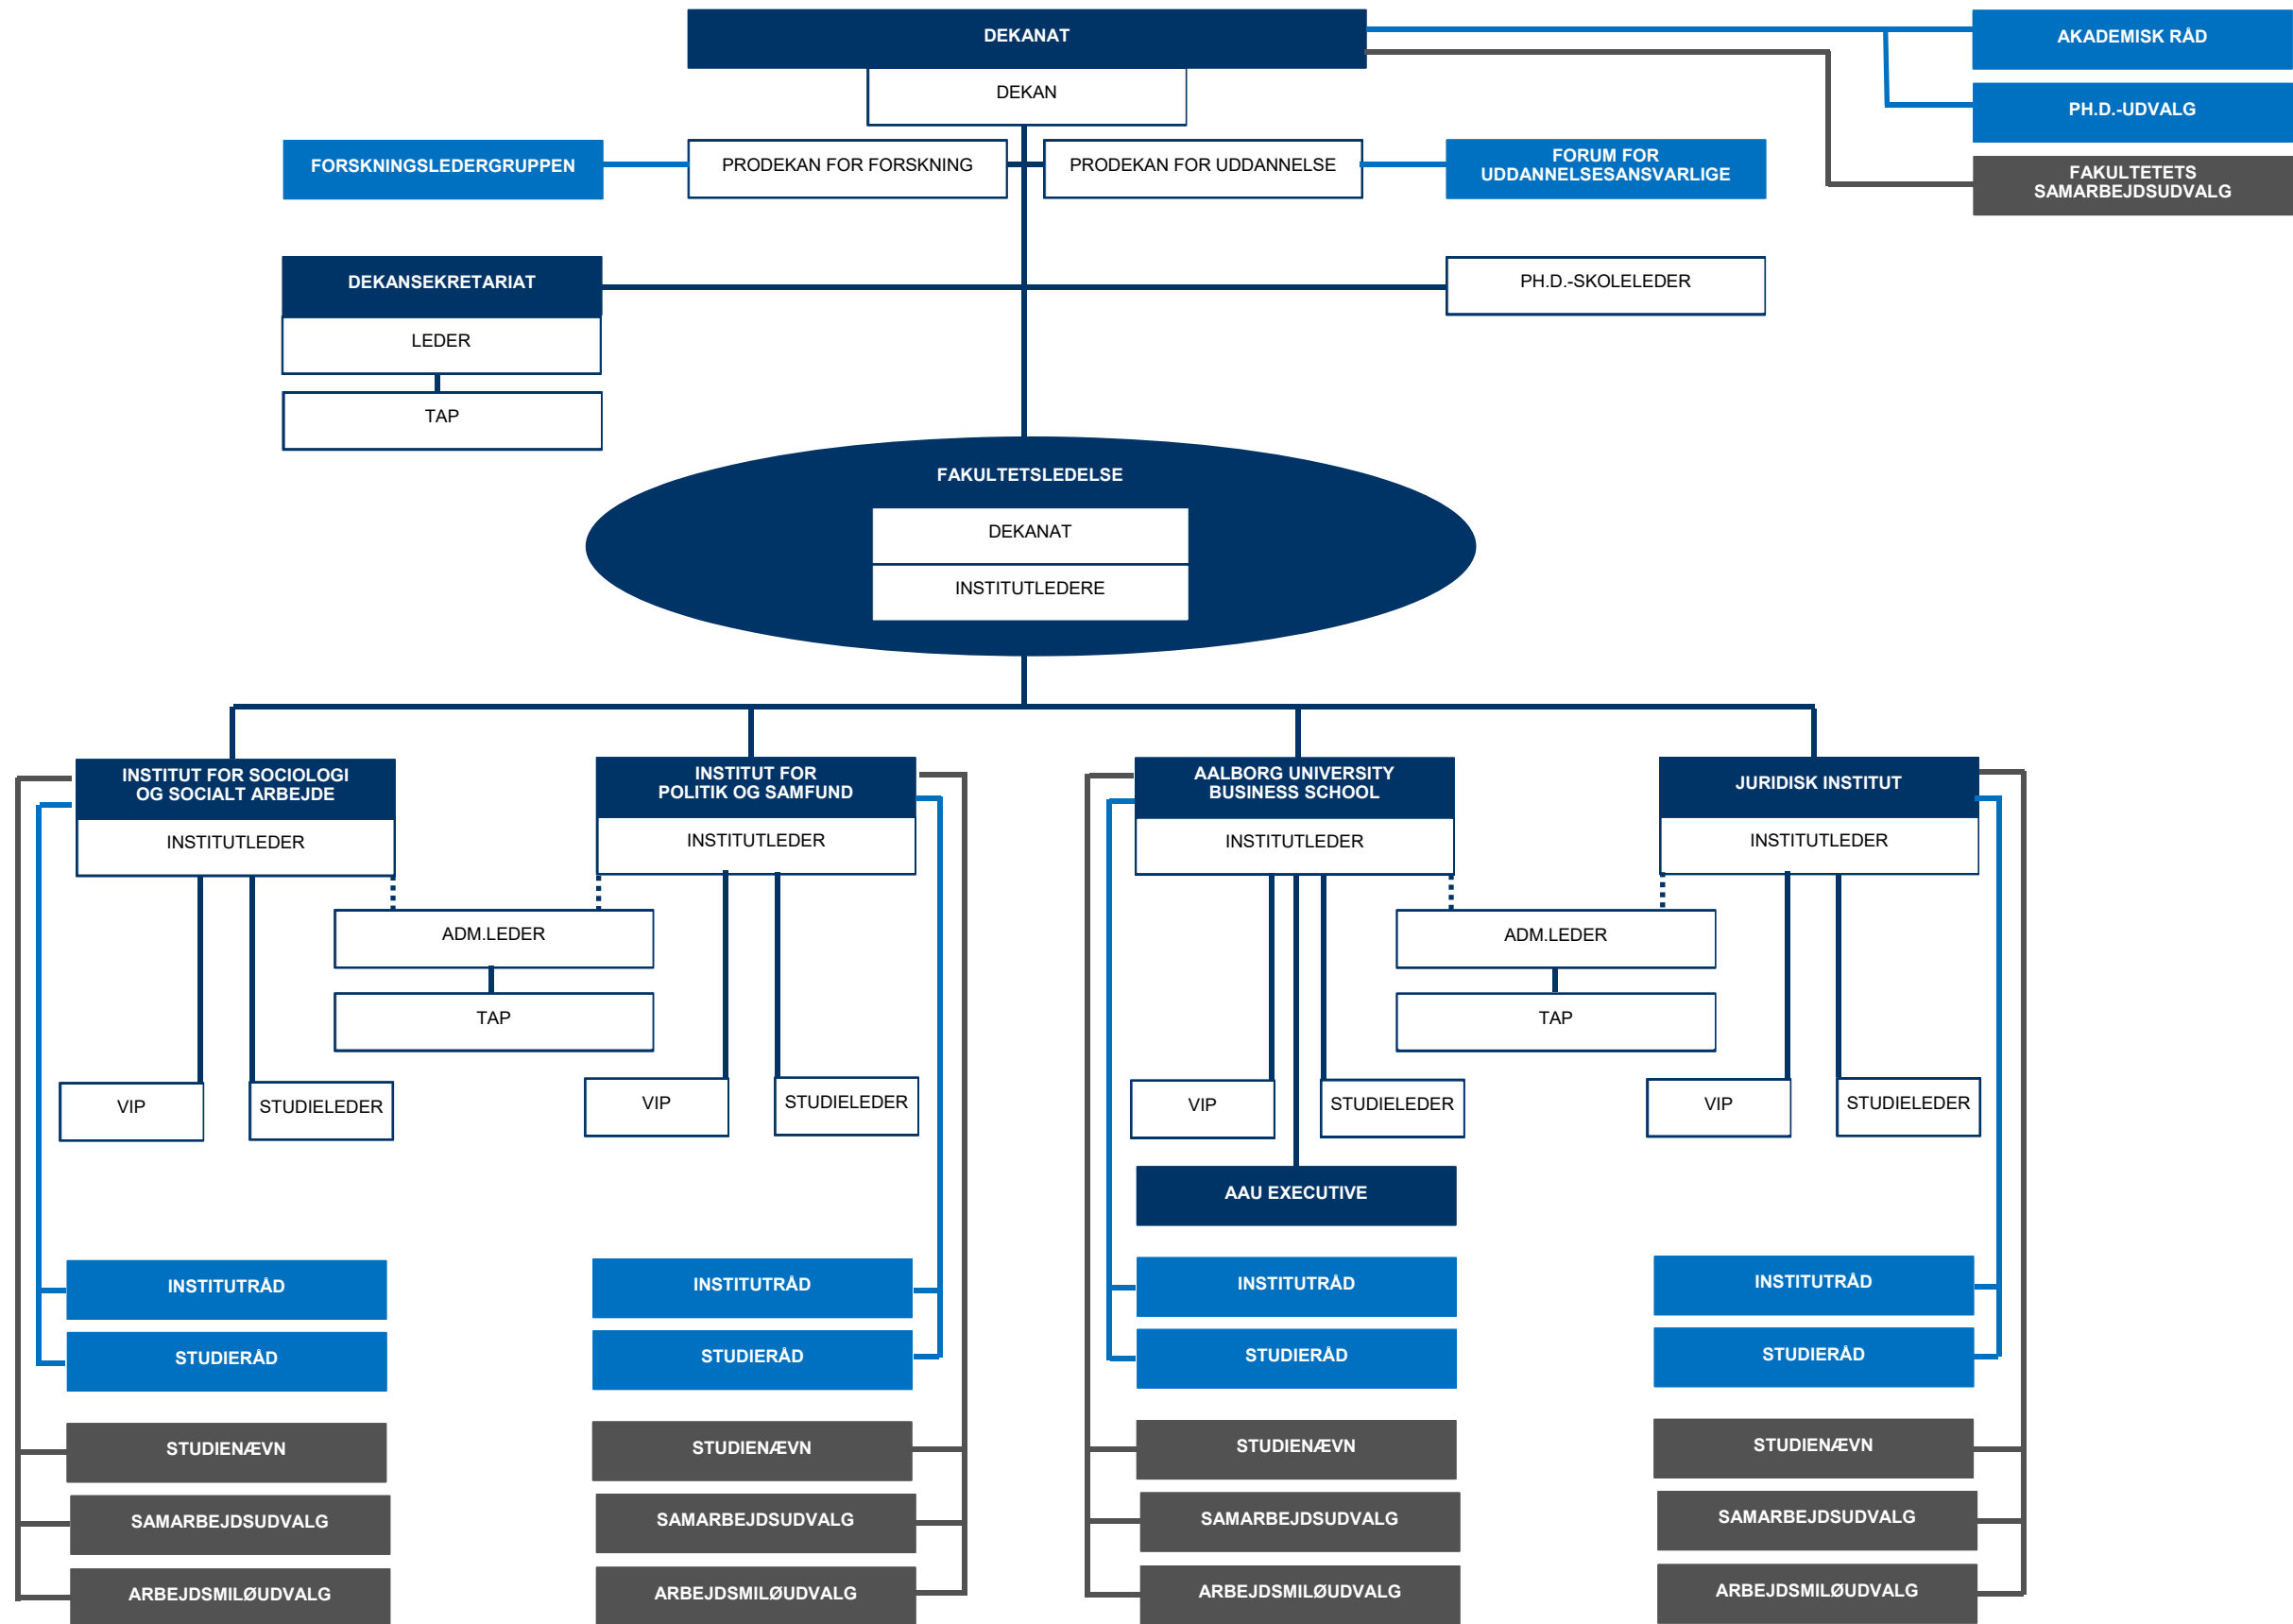 DEKANAT
DEKAN
AKADEMISK RÅD
PH.D.-UDVALG
FAKULTETETS
SAMARBEJDSUDVALG
FORSKNINGSLEDERGRUPPEN
PRODEKAN FOR FORSKNING
PRODEKAN FOR UDDANNELSE
FORUM FOR
UDDANNELSESANSVARLIGE
DEKANSEKRETARIAT
LEDER
TAP
PH.D.-SKOLELEDER
FAKULTETSLEDELSE
DEKANAT
INSTITUTLEDERE
INSTITUT FOR SOCIOLOGI
OG SOCIALT ARBEJDE
INSTITUTLEDER
INSTITUT FOR
POLITIK OG SAMFUND
INSTITUTLEDER
AALBORG UNIVERSITY
BUSINESS SCHOOL
INSTITUTLEDER
JURIDISK INSTITUT
INSTITUTLEDER
ADM.LEDER
TAP
ADM.LEDER
TAP
VIP
STUDIELEDER
VIP
STUDIELEDER
VIP
STUDIELEDER
VIP
STUDIELEDER
AAU EXECUTIVE
INSTITUTRÅD
INSTITUTRÅD
INSTITUTRÅD
INSTITUTRÅD
STUDIERÅD
STUDIERÅD
STUDIERÅD
STUDIERÅD
STUDIENÆVN
STUDIENÆVN
STUDIENÆVN
STUDIENÆVN
SAMARBEJDSUDVALG
SAMARBEJDSUDVALG
SAMARBEJDSUDVALG
SAMARBEJDSUDVALG
ARBEJDSMILØUDVALG
ARBEJDSMILØUDVALG
ARBEJDSMILØUDVALG
ARBEJDSMILØUDVALG